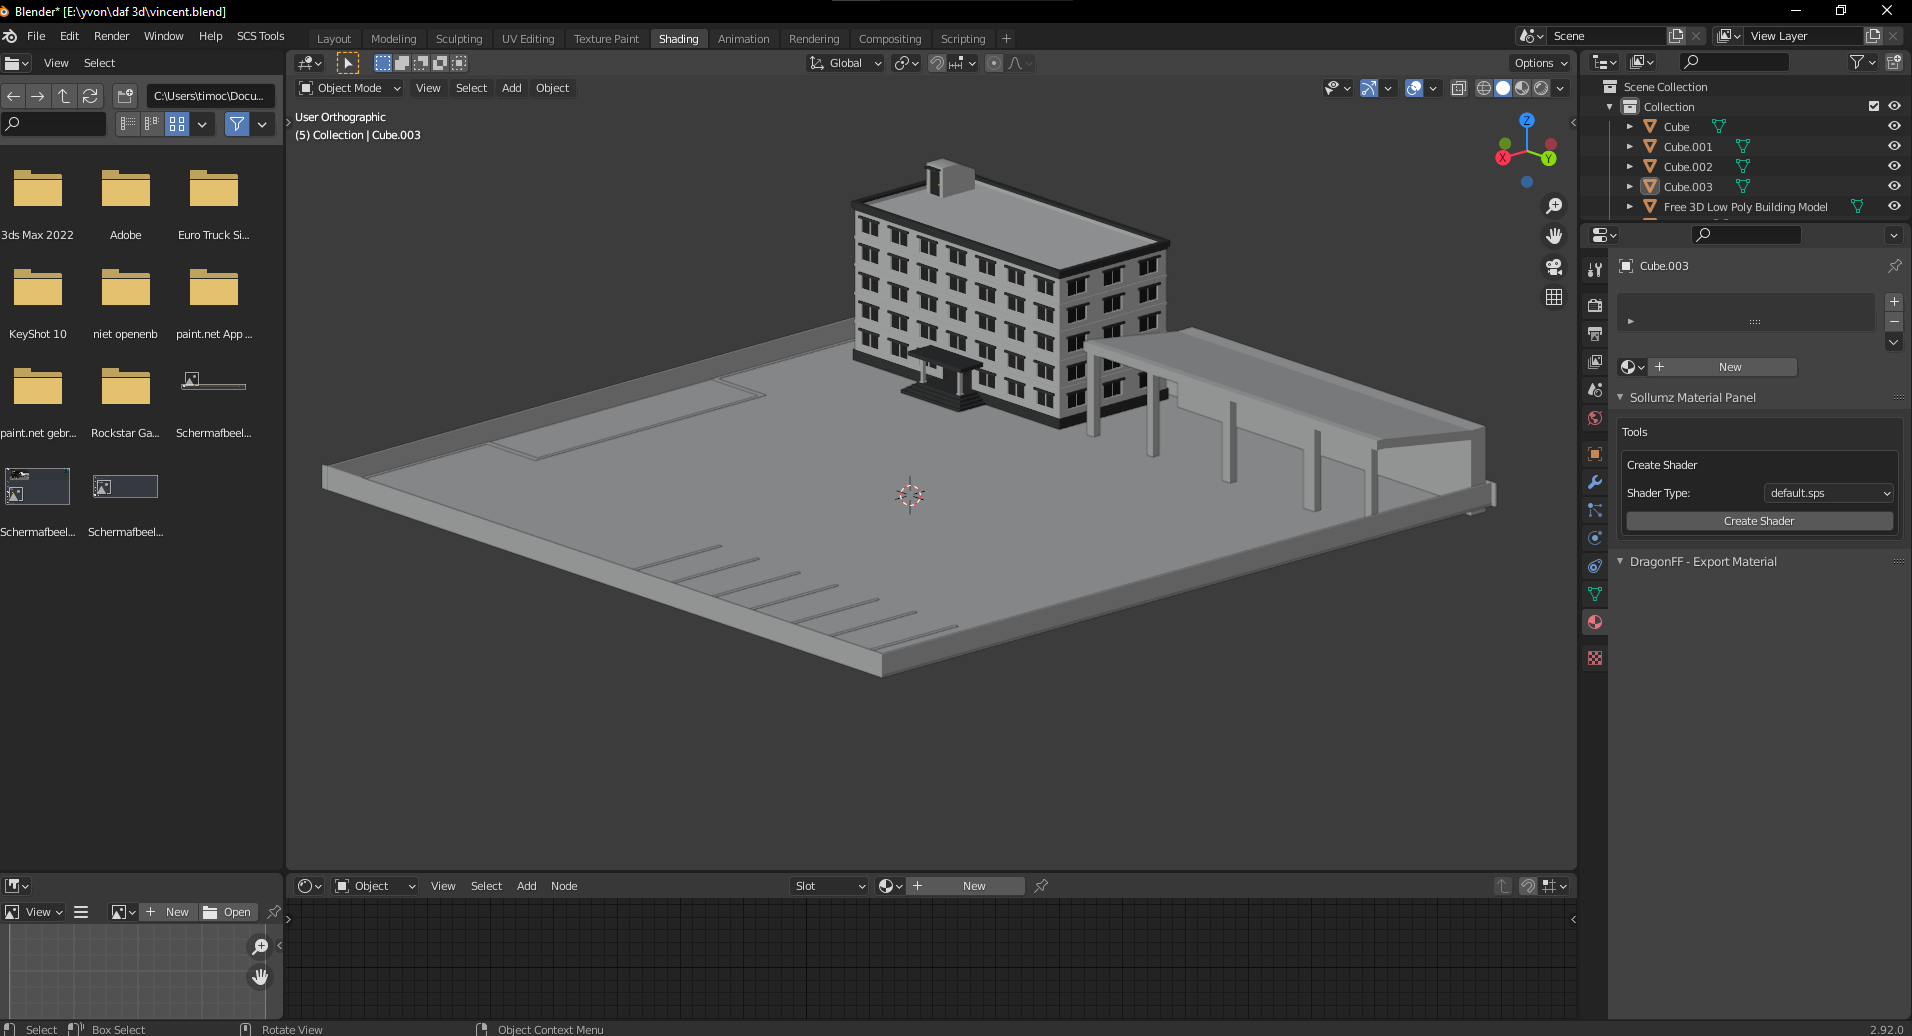 Blender* [E:\yvon\daf 3d\vincent.blend]
File Edit Render Window Help SCS Tools
Layout Modeling Sculpting UV Editing Texture Paint Shading Animation Rendering Compositing Scripting +
Scene
View Layer
View Select
Global
Options
C:\Users\timoc\Docu...
Object Mode View Select Add Object
User Orthographic
(5) Collection | Cube.003
Z
X
Y
3ds Max 2022
Adobe
Euro Truck Si...
KeyShot 10
niet openenb
paint.net App ...
paint.net gebr...
Rockstar Ga...
Schermafbeel...
Schermafbeel...
Schermafbeel...
Scene Collection
Collection
Cube
Cube.001
Cube.002
Cube.003
Free 3D Low Poly Building Model
Cube.003
New
Sollumz Material Panel
Tools
Create Shader
Shader Type: default.sps
Create Shader
DragonFF - Export Material
Object View Select Add Node
Slot
New
View
New
Open
Select Box Select Rotate View Object Context Menu
2.92.0